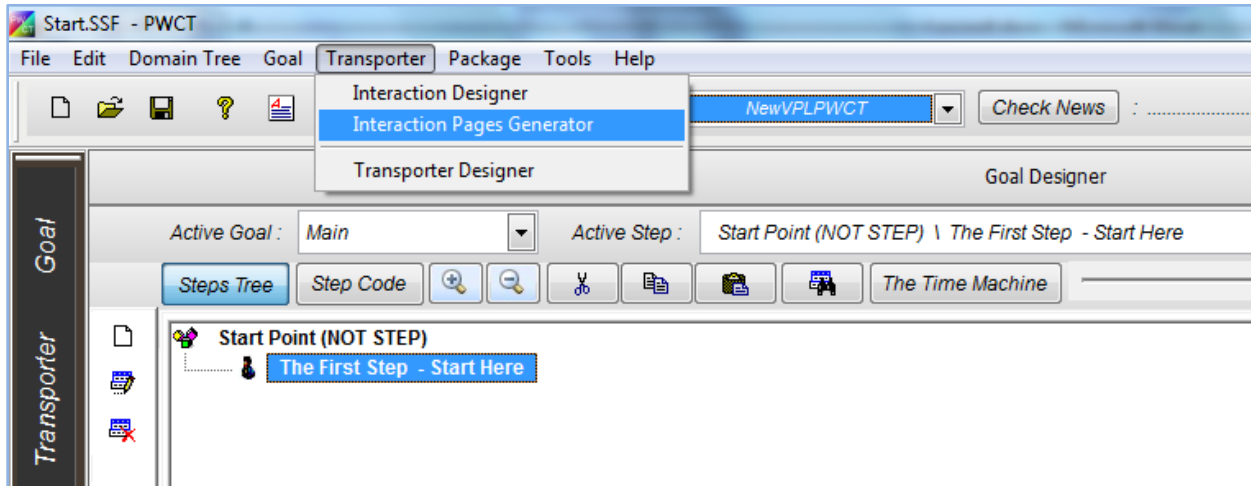 Start.SSF - PWCT
File Edit Domain Tree Goal Transporter Package Tools Help
Interaction Designer
Interaction Pages Generator
Transporter Designer
NewVPLPWCT
Check News : ......................
Goal Designer
Goal
Transporter
Active Goal : Main Active Step : Start Point (NOT STEP) \ The First Step - Start Here
Steps Tree Step Code The Time Machine
Start Point (NOT STEP)
The First Step - Start Here